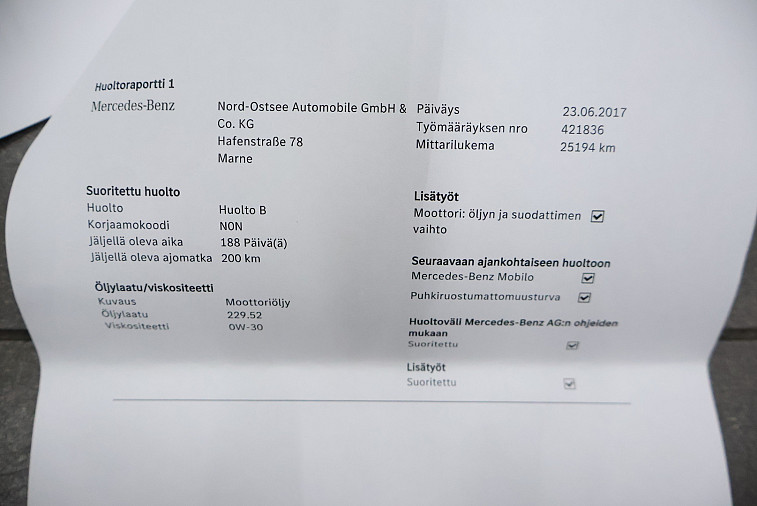 Huoltoraportti 1
Mercedes-Benz
Nord-Ostsee Automobile GmbH &
Co. KG
Hafenstraße 78
Marne
Päiväys 23.06.2017
Työmääräyksen nro 421836
Mittarilukema 25194 km
Suoritettu huolto
Huolto Huolto B
Korjaamokoodi N0N
Jäljellä oleva aika 188 Päivä(ä)
Jäljellä oleva ajomatka 200 km
Öljylaatu/viskositeetti
Kuvaus Moottoriöljy
Öljylaatu 229.52
Viskositeetti 0W-30
Lisätyöt
Moottori: öljyn ja suodattimen
vaihto
Seuraavaan ajankohtaiseen huoltoon
Mercedes-Benz Mobilo
Puhkiruostumattomuusturva
Huoltoväli Mercedes-Benz AG:n ohjeiden
mukaan
Suoritettu
Lisätyöt
Suoritettu